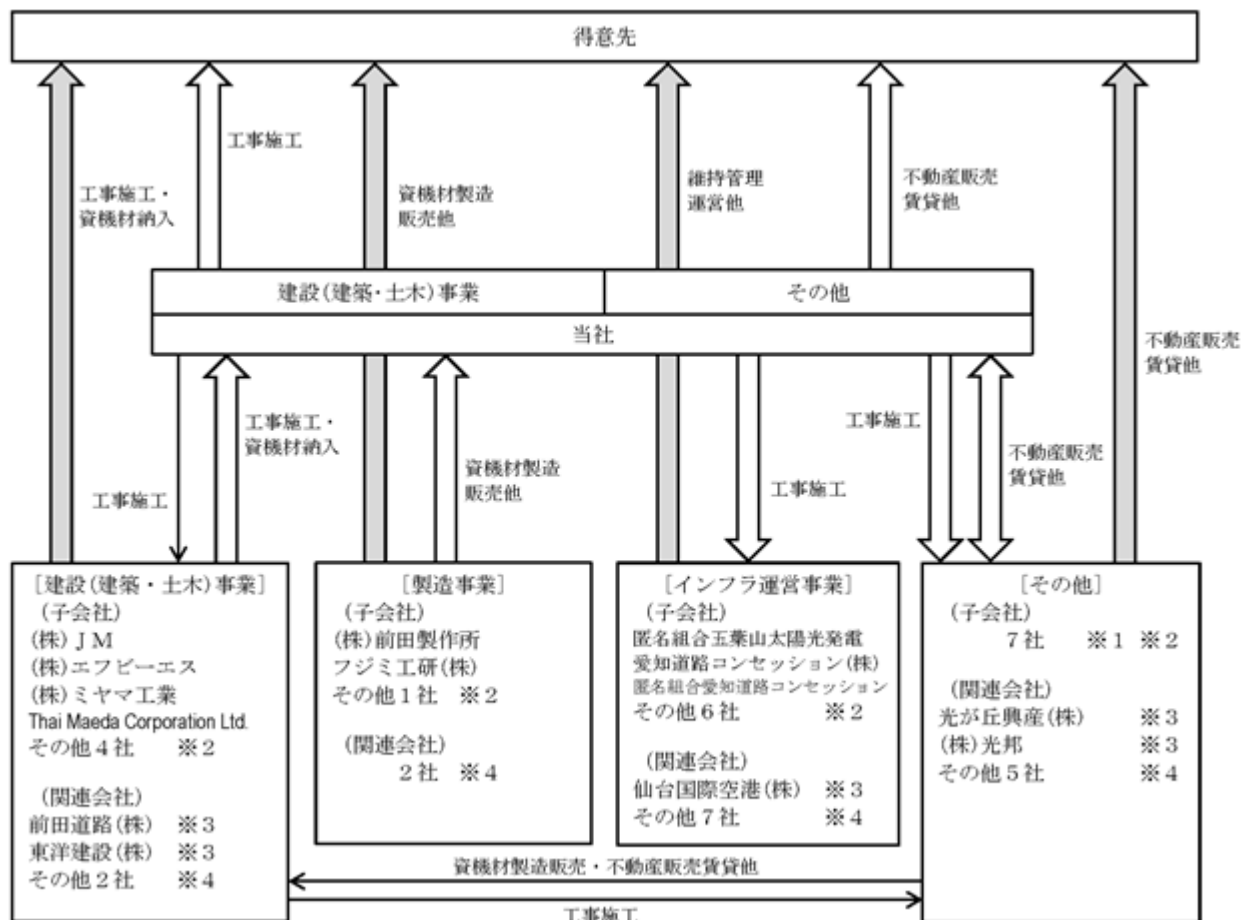 得意先
工事施工
工事施工・
資機材納入
資機材製造
販売他
維持管理
運営他
不動産販売
賃貸他
建設(建築・土木)事業
その他
当社
不動産販売
賃貸他
工事施工・
資機材納入
工事施工
資機材製造
販売他
工事施工
工事施工
不動産販売
賃貸他
[建設(建築・土木)事業]
(子会社)
(株)ＪＭ
(株)エフビーエス
(株)ミヤマ工業
Thai Maeda Corporation Ltd.
その他４社 ※２
(関連会社)
前田道路(株) ※３
東洋建設(株) ※３
その他２社 ※４
[製造事業]
(子会社)
(株)前田製作所
フジミ工研(株)
その他１社 ※２
(関連会社)
２社 ※４
[インフラ運営事業]
(子会社)
匿名組合五葉山太陽光発電
愛知道路コンセッション(株)
匿名組合愛知道路コンセッション
その他６社 ※２
(関連会社)
仙台国際空港(株) ※３
その他７社 ※４
[その他]
(子会社)
７社 ※１ ※２
(関連会社)
光が丘興産(株) ※３
(株)光邦 ※３
その他５社 ※４
資機材製造販売・不動産販売賃貸他
工事施工